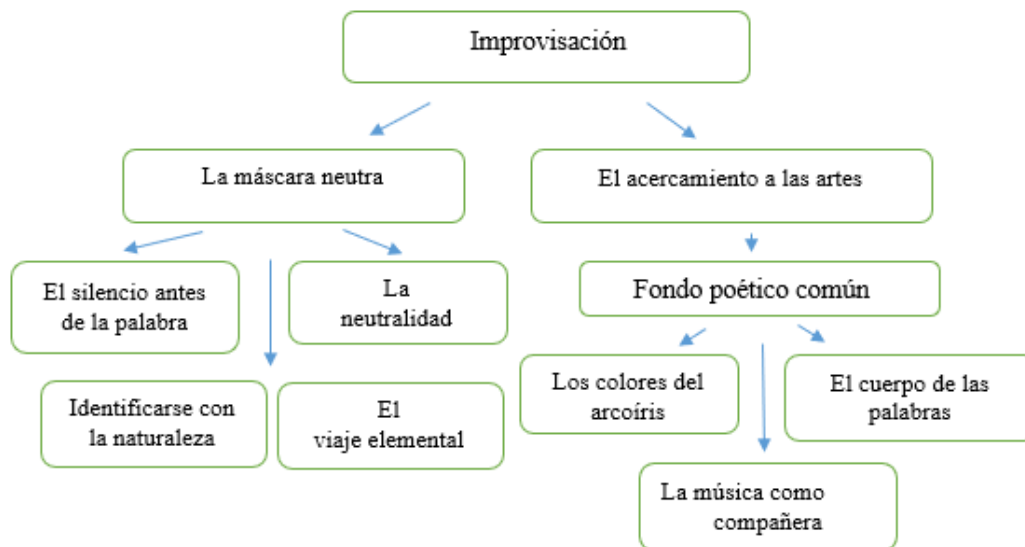 Improvisación
La máscara neutra
El acercamiento a las artes
El silencio antes
de la palabra
La
neutralidad
Fondo poético común
Identificarse con
la naturaleza
El
viaje elemental
Los colores del
arcoíris
El cuerpo de las
palabras
La música como
compañera